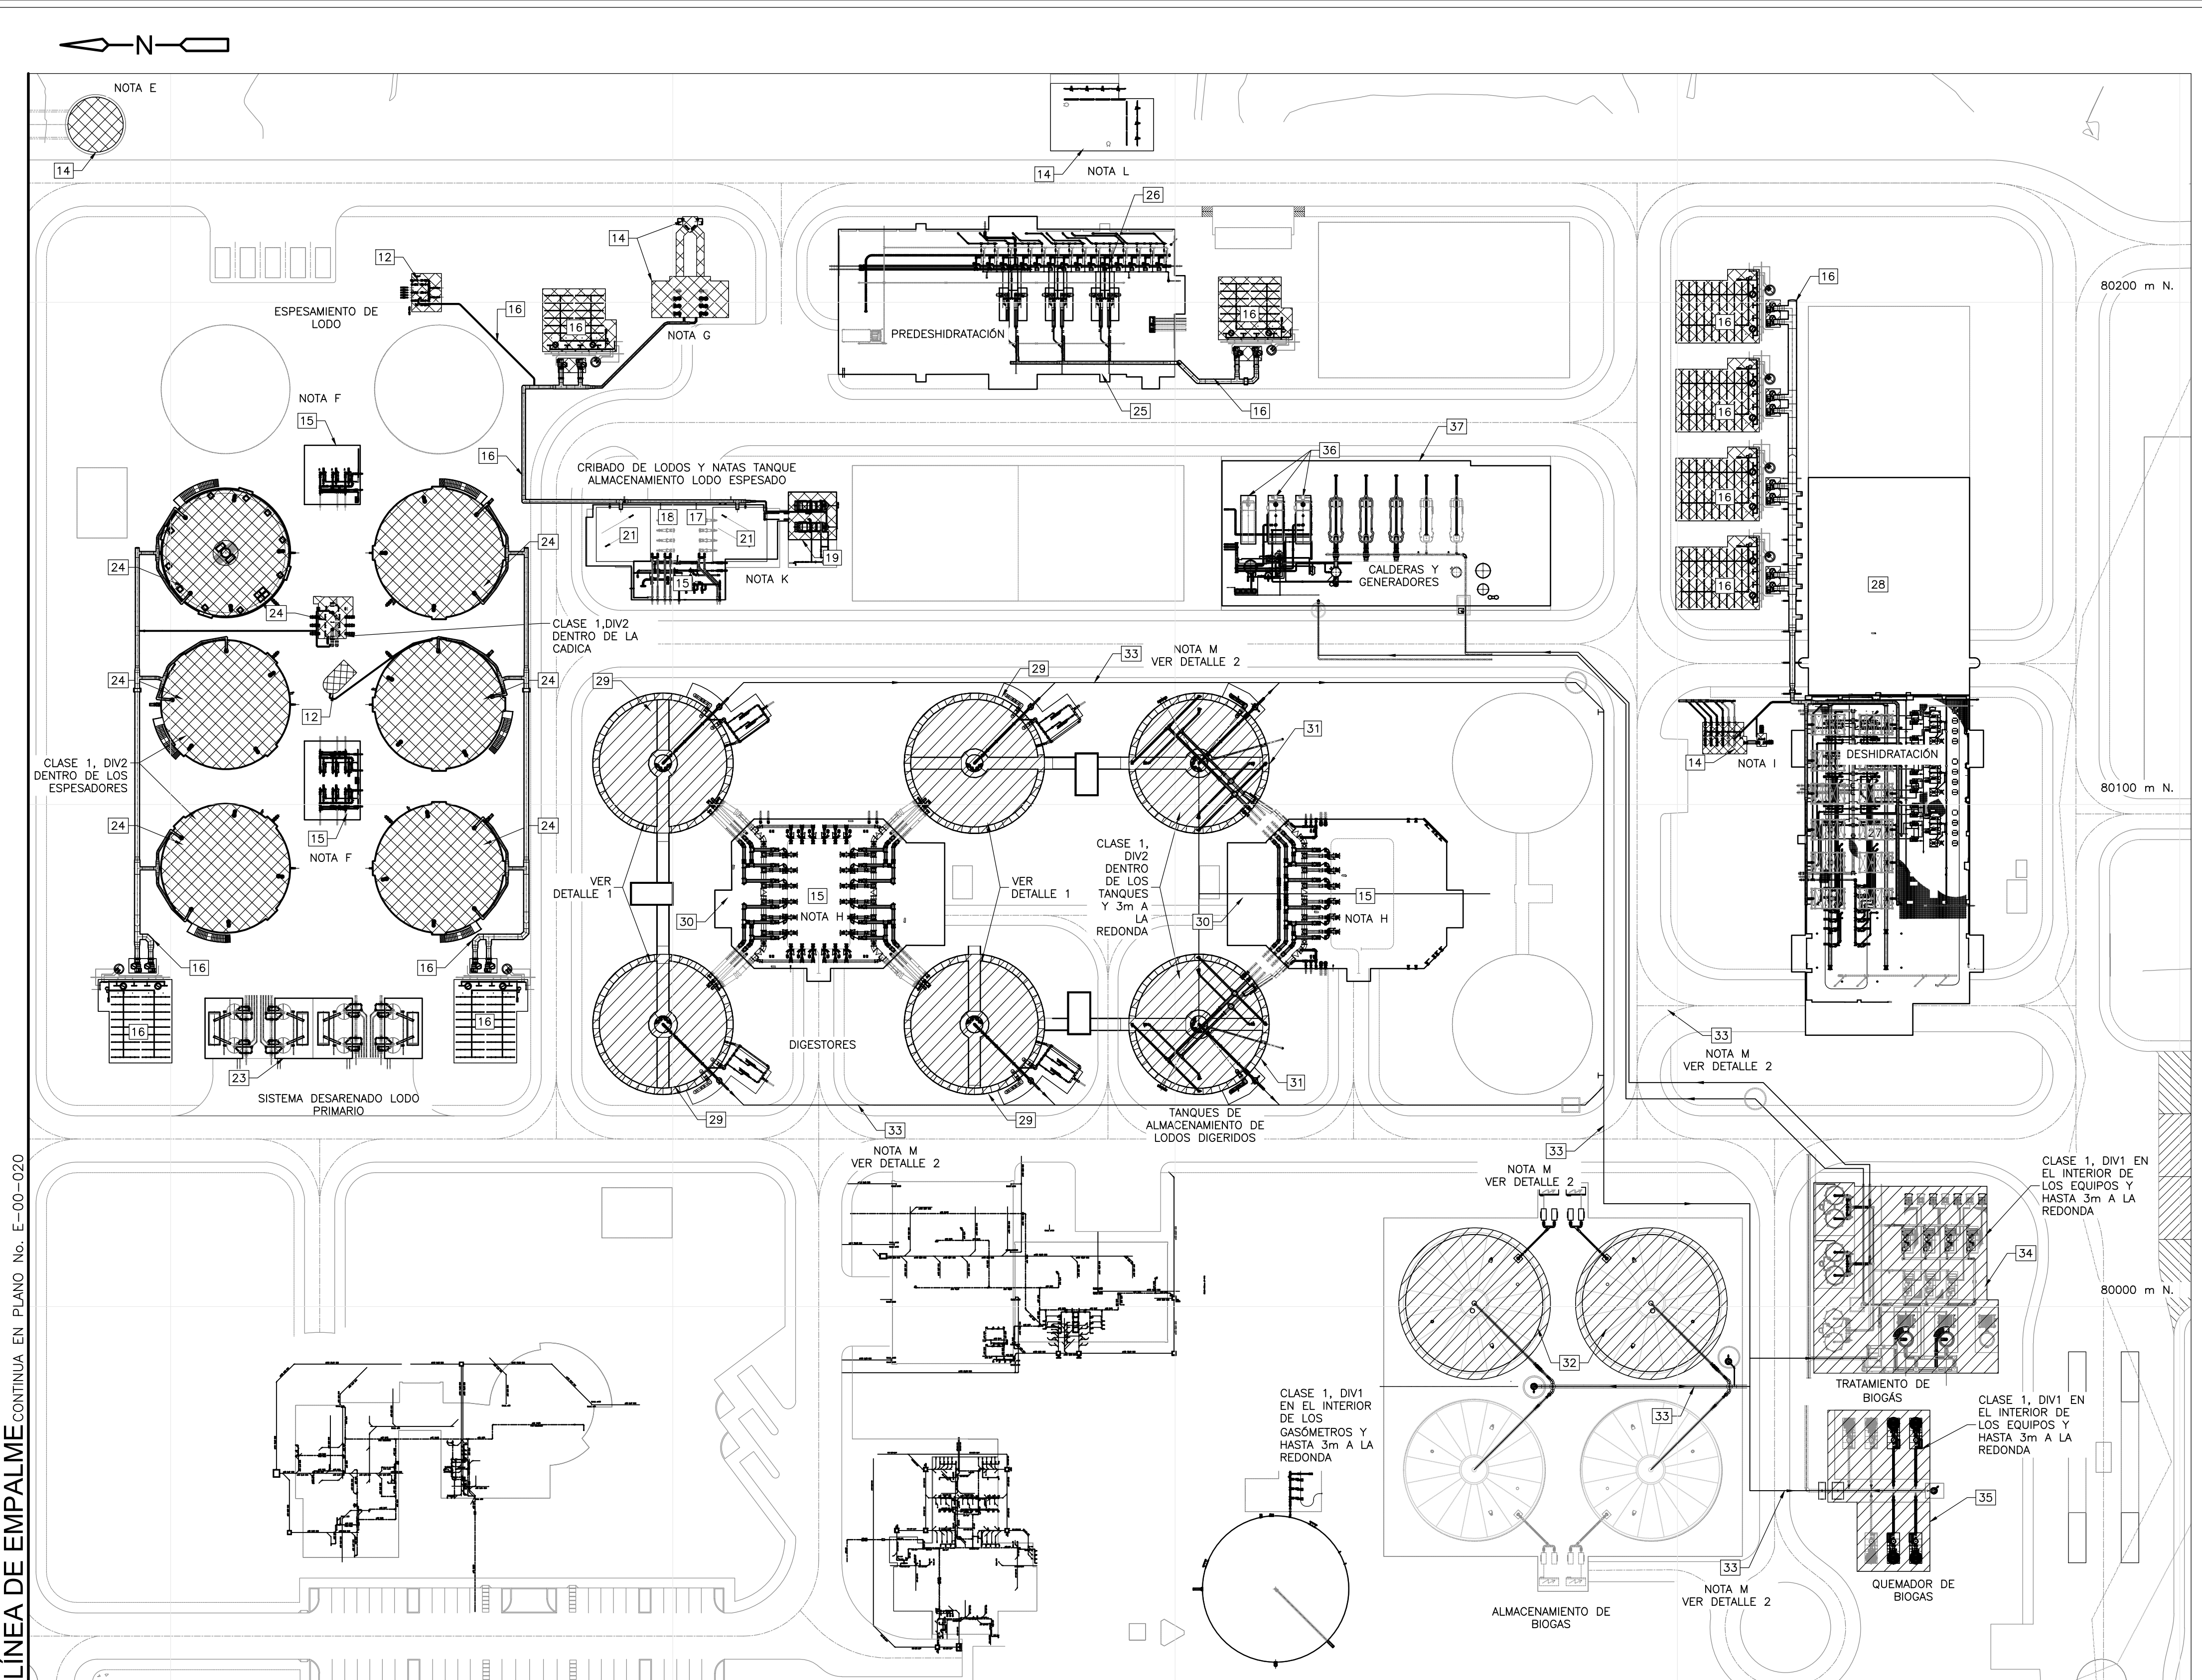 N
NOTA E
14
14
NOTA L
26
12
14
ESPESAMIENTO DE
LODO
16
16
NOTA G
PREDESHIDRATACIÓN
16
25
16
16
16
16
16
16
80200 m N.
NOTA F
15
16
CRIBADO DE LODOS Y NATAS TANQUE
ALMACENAMIENTO LODO ESPESADO
18
17
21
21
19
15
NOTA K
36
37
CALDERAS Y
GENERADORES
28
24
24
24
CLASE 1,DIV2
DENTRO DE LA
CADICA
24
24
12
CLASE 1, DIV2
DENTRO DE LOS
ESPESADORES
15
NOTA F
24
24
29
29
33
NOTA M
VER DETALLE 2
31
14
NOTA I
DESHIDRATACIÓN
27
80100 m N.
VER
DETALLE 1
30
15
NOTA H
VER
DETALLE 1
CLASE 1,
DIV2
DENTRO
DE LOS
TANQUES
Y 3m A
LA
REDONDA
30
15
NOTA H
16
16
16
16
23
SISTEMA DESARENADO LODO
PRIMARIO
DIGESTORES
29
33
NOTA M
VER DETALLE 2
29
31
TANQUES DE
ALMACENAMIENTO DE
LODOS DIGERIDOS
33
NOTA M
VER DETALLE 2
33
NOTA M
VER DETALLE 2
CLASE 1, DIV1 EN
EL INTERIOR DE
LOS EQUIPOS Y
HASTA 3m A LA
REDONDA
34
80000 m N.
32
33
TRATAMIENTO DE
BIOGÁS
CLASE 1, DIV1
EN EL INTERIOR
DE LOS
GASÓMETROS Y
HASTA 3m A LA
REDONDA
CLASE 1, DIV1 EN
EL INTERIOR DE
LOS EQUIPOS Y
HASTA 3m A LA
REDONDA
35
33
NOTA M
VER DETALLE 2
QUEMADOR DE
BIOGAS
ALMACENAMIENTO DE
BIOGAS
LÍNEA DE EMPALME CONTINUA EN PLANO No. E-00-020